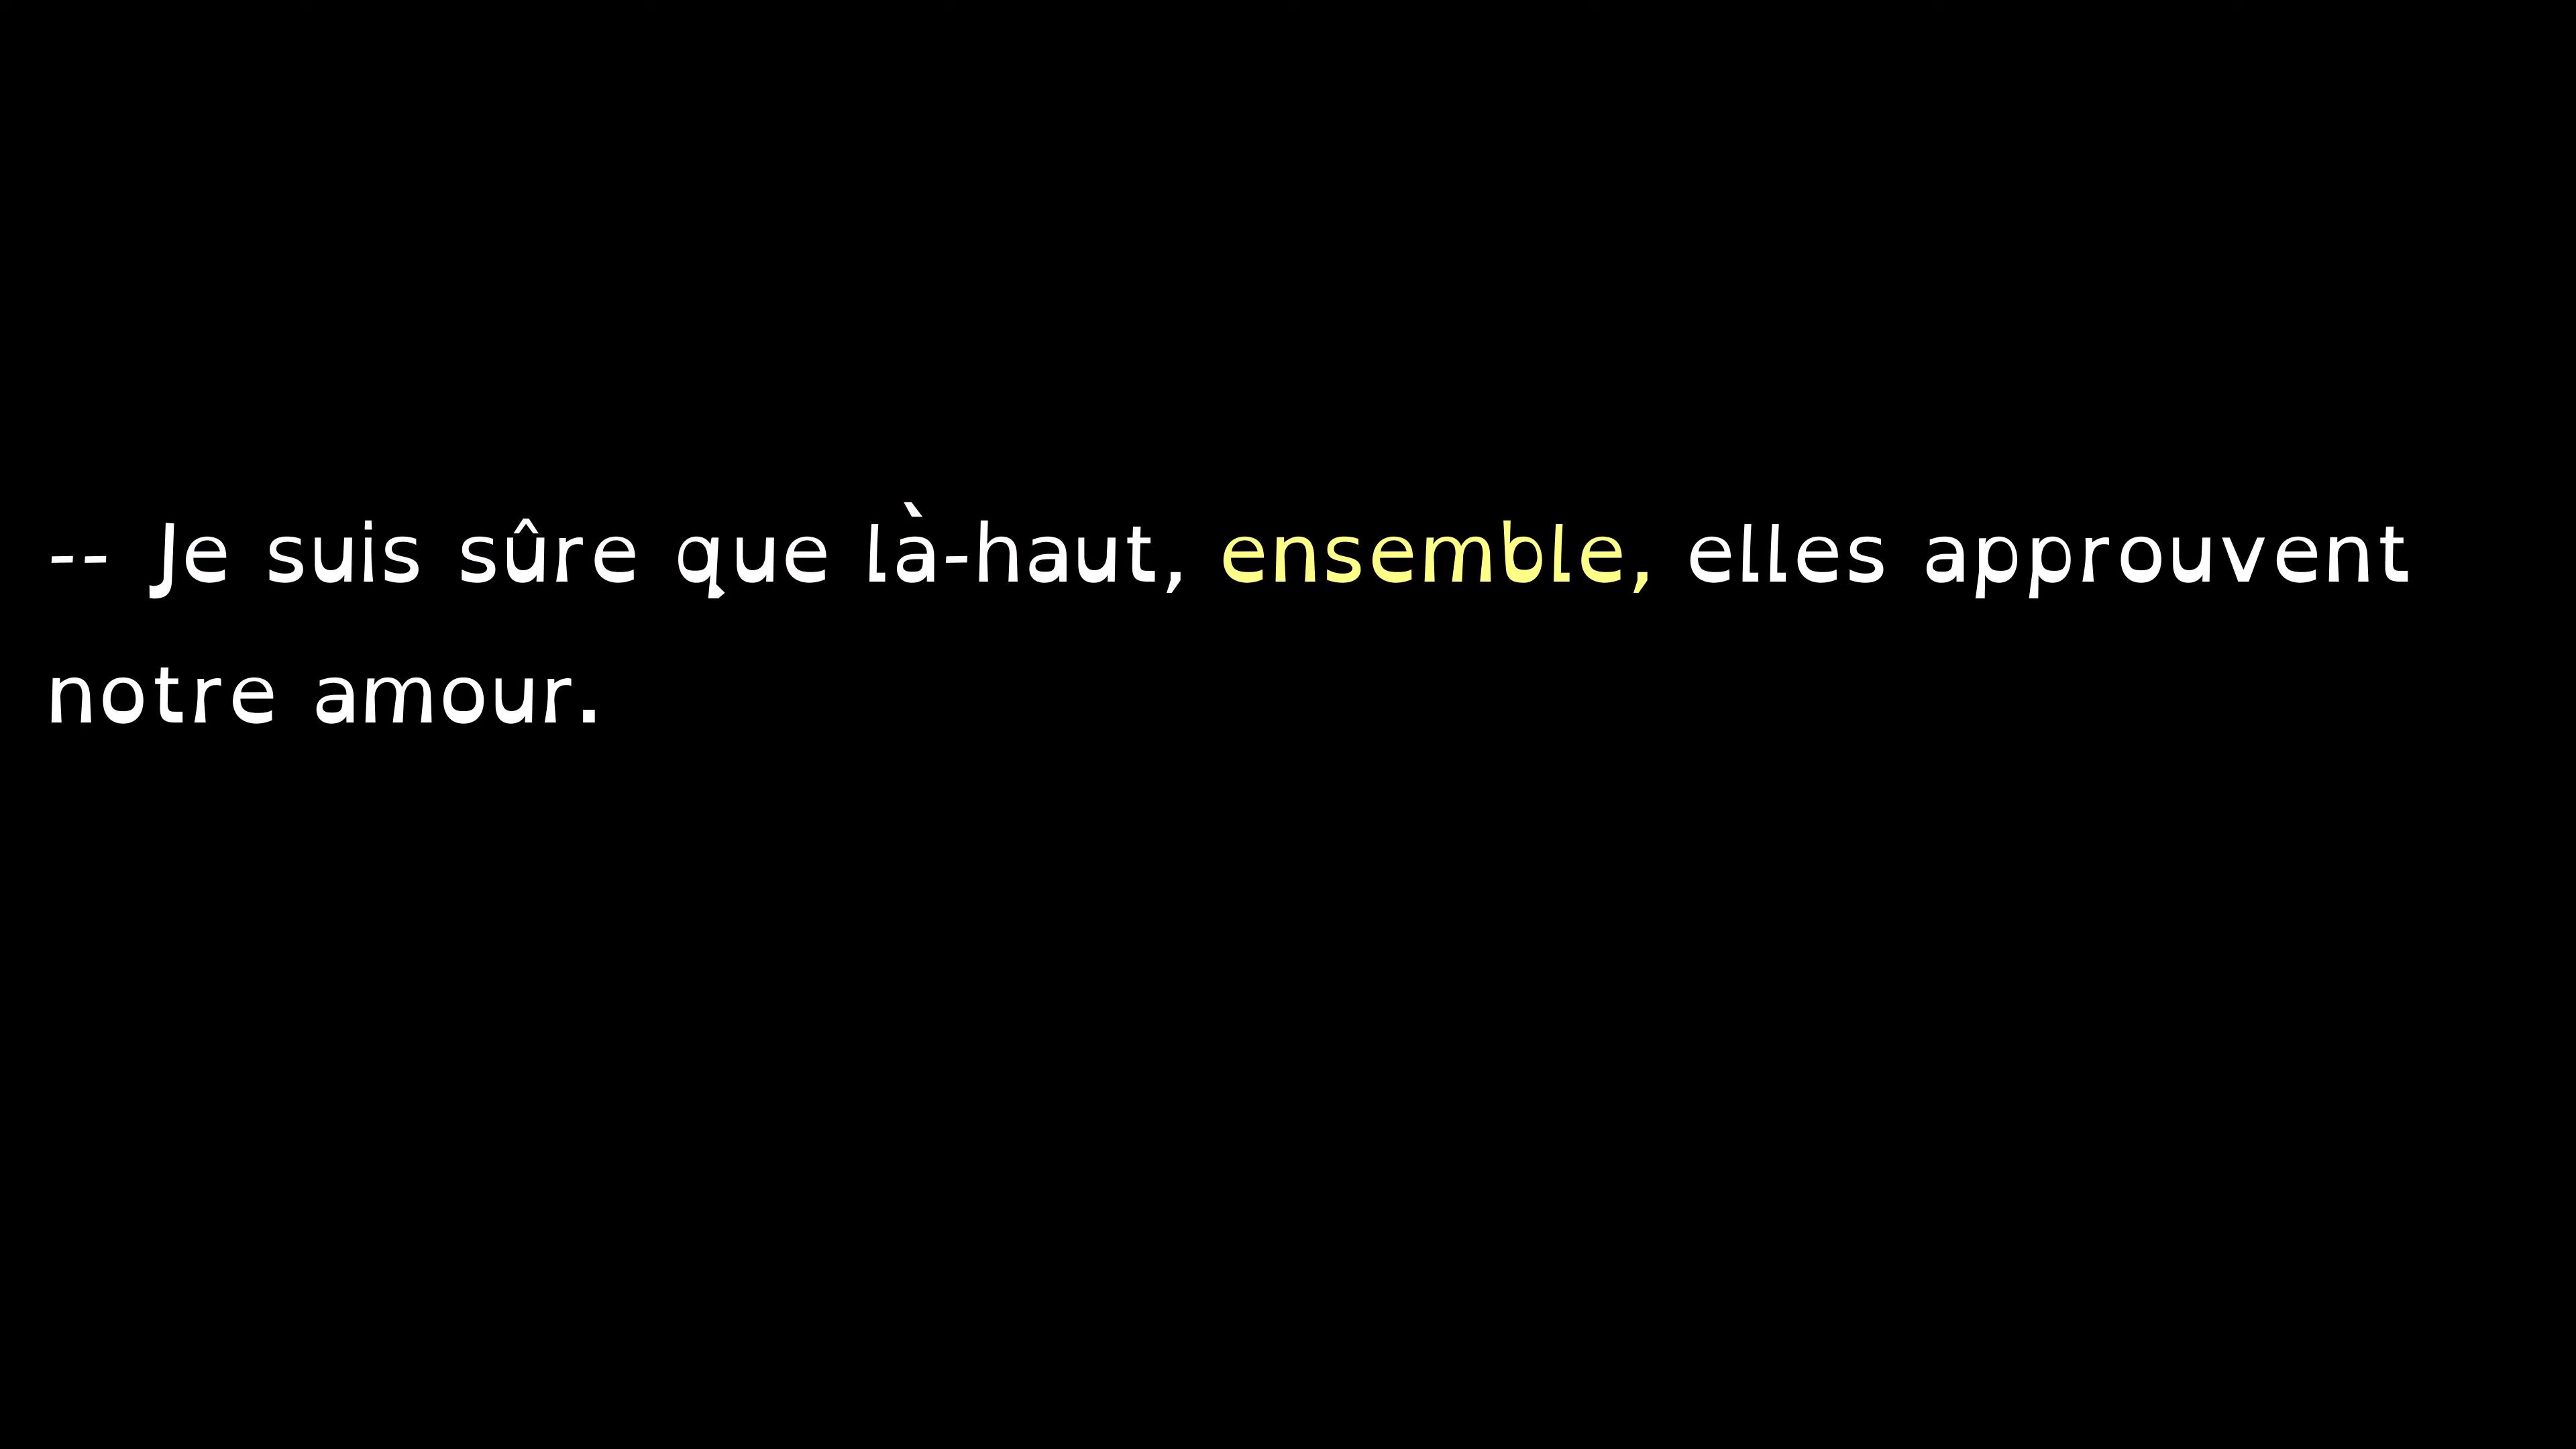 -- Je suis sûre que là-haut, ensemble, elles approuvent
notre amour.